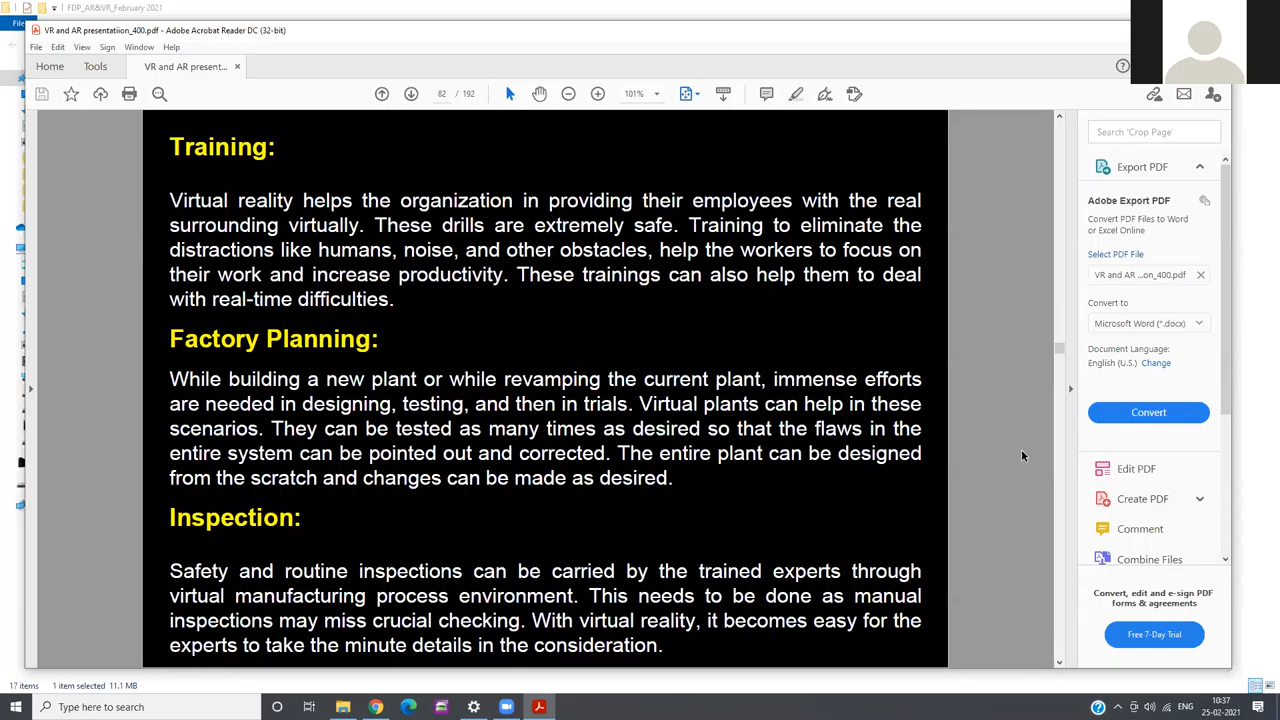 FDP_AR&VR_February 2021
File
VR and AR presentatiion_400.pdf - Adobe Acrobat Reader DC (32-bit)
File Edit View Sign Window Help
Home Tools VR and AR present... ×
82 / 192 101%
Training:
Virtual reality helps the organization in providing their employees with the real
surrounding virtually. These drills are extremely safe. Training to eliminate the
distractions like humans, noise, and other obstacles, help the workers to focus on
their work and increase productivity. These trainings can also help them to deal
with real-time difficulties.
Factory Planning:
While building a new plant or while revamping the current plant, immense efforts
are needed in designing, testing, and then in trials. Virtual plants can help in these
scenarios. They can be tested as many times as desired so that the flaws in the
entire system can be pointed out and corrected. The entire plant can be designed
from the scratch and changes can be made as desired.
Inspection:
Safety and routine inspections can be carried by the trained experts through
virtual manufacturing process environment. This needs to be done as manual
inspections may miss crucial checking. With virtual reality, it becomes easy for the
experts to take the minute details in the consideration.
Search 'Crop Page'
Export PDF
Adobe Export PDF
Convert PDF Files to Word
or Excel Online
Select PDF File
VR and AR ...on_400.pdf ×
Convert to
Microsoft Word (*.docx)
Document Language:
English (U.S.) Change
Convert
Edit PDF
Create PDF
Comment
Combine Files
Convert, edit and e-sign PDF
forms & agreements
Free 7-Day Trial
17 items 1 item selected 11.1 MB
Type here to search
ENG
10:37
25-02-2021